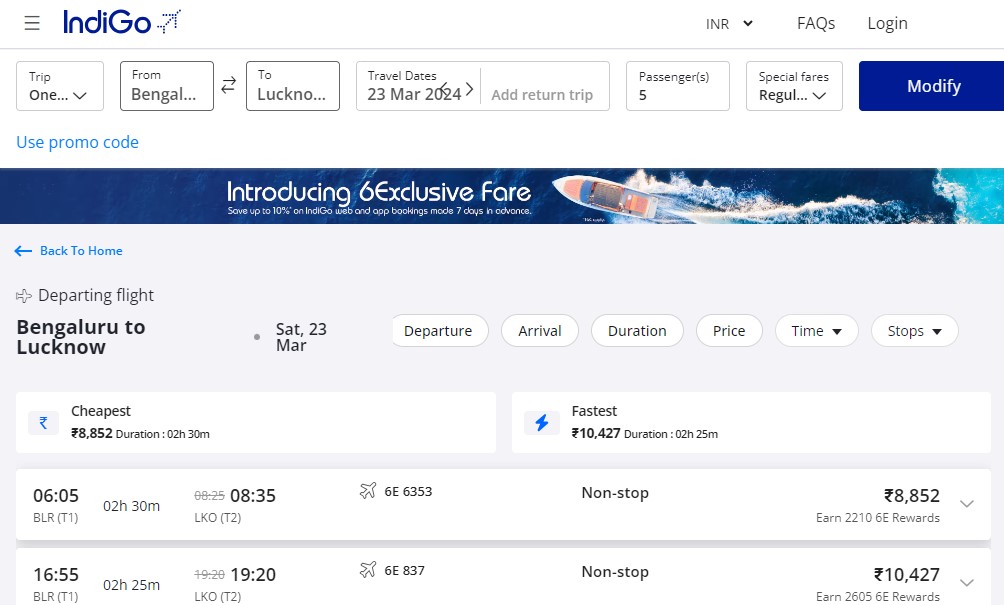 IndiGo
INR
FAQs
Login
Trip
One...
From
Bengal...
To
Luckno...
Travel Dates
23 Mar 2024
Add return trip
Passenger(s)
5
Special fares
Regul...
Modify
Use promo code
Introducing 6Exclusive Fare
Save up to 10%* on IndiGo web and app bookings made 7 days in advance.
Back To Home
Departing flight
Bengaluru to
Lucknow
Sat, 23
Mar
Departure
Arrival
Duration
Price
Time
Stops
₹
Cheapest
₹8,852 Duration : 02h 30m
Fastest
₹10,427 Duration : 02h 25m
06:05 02h 30m 08:25 08:35 6E 6353 Non-stop ₹8,852
BLR (T1) LKO (T2) Earn 2210 6E Rewards
16:55 02h 25m 19:20 19:20 6E 837 Non-stop ₹10,427
BLR (T1) LKO (T2) Earn 2605 6E Rewards